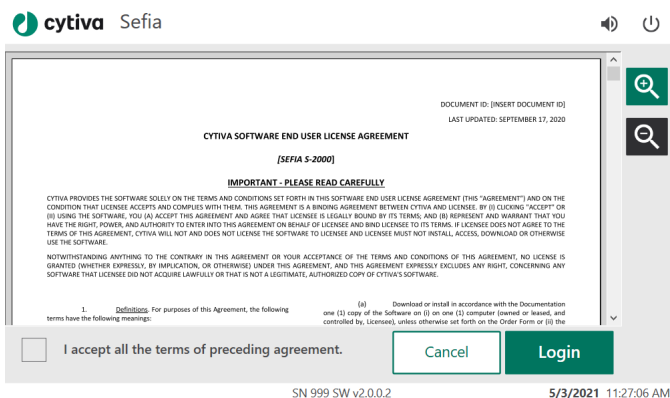 cytiva Sefia
DOCUMENT ID: [INSERT DOCUMENT ID]
LAST UPDATED: SEPTEMBER 17, 2020
CYTIVA SOFTWARE END USER LICENSE AGREEMENT
[SEFIA S-2000]
IMPORTANT - PLEASE READ CAREFULLY
CYTIVA PROVIDES THE SOFTWARE SOLELY ON THE TERMS AND CONDITIONS SET FORTH IN THIS SOFTWARE END USER LICENSE AGREEMENT (THIS "AGREEMENT") AND ON THE
CONDITION THAT LICENSEE ACCEPTS AND COMPLIES WITH THEM. THIS AGREEMENT IS A BINDING AGREEMENT BETWEEN CYTIVA AND LICENSEE. BY (I) CLICKING "ACCEPT" OR
(II) USING THE SOFTWARE, YOU (A) ACCEPT THIS AGREEMENT AND AGREE THAT LICENSEE IS LEGALLY BOUND BY ITS TERMS; AND (B) REPRESENT AND WARRANT THAT YOU
HAVE THE RIGHT, POWER, AND AUTHORITY TO ENTER INTO THIS AGREEMENT ON BEHALF OF LICENSEE AND BIND LICENSEE TO ITS TERMS. IF LICENSEE DOES NOT AGREE TO THE
TERMS OF THIS AGREEMENT, CYTIVA WILL NOT AND DOES NOT LICENSE THE SOFTWARE TO LICENSEE AND LICENSEE MUST NOT INSTALL, ACCESS, DOWNLOAD OR OTHERWISE
USE THE SOFTWARE.
NOTWITHSTANDING ANYTHING TO THE CONTRARY IN THIS AGREEMENT OR YOUR ACCEPTANCE OF THE TERMS AND CONDITIONS OF THIS AGREEMENT, NO LICENSE IS
GRANTED (WHETHER EXPRESSLY, BY IMPLICATION, OR OTHERWISE) UNDER THIS AGREEMENT, AND THIS AGREEMENT EXPRESSLY EXCLUDES ANY RIGHT, CONCERNING ANY
SOFTWARE THAT LICENSEE DID NOT ACQUIRE LAWFULLY OR THAT IS NOT A LEGITIMATE, AUTHORIZED COPY OF CYTIVA'S SOFTWARE.
1. Definitions. For purposes of this Agreement, the following
terms have the following meanings:
(a) Download or install in accordance with the Documentation
one (1) copy of the Software on (i) on one (1) computer (owned or leased, and
controlled by, Licensee), unless otherwise set forth on the Order Form or (ii) the
I accept all the terms of preceding agreement.
Cancel
Login
SN 999 SW v2.0.0.2
5/3/2021 11:27:06 AM